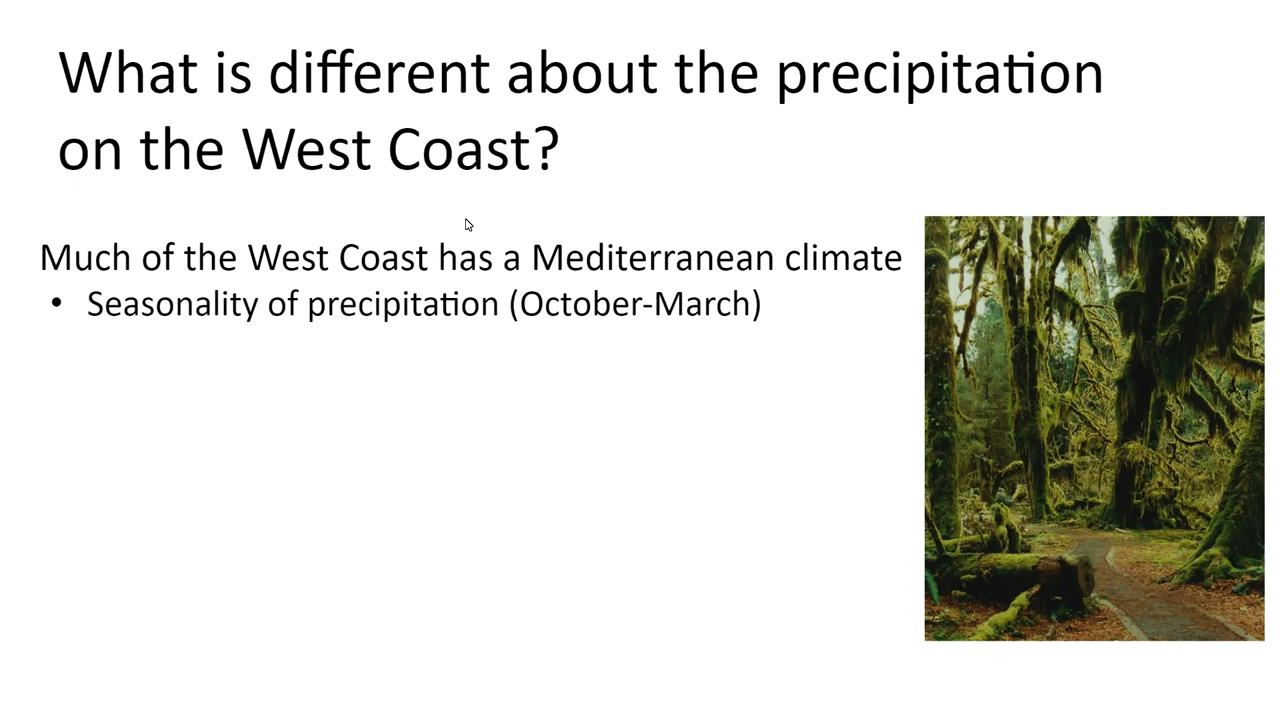 What is different about the precipitation
on the West Coast?
Much of the West Coast has a Mediterranean climate
• Seasonality of precipitation (October-March)